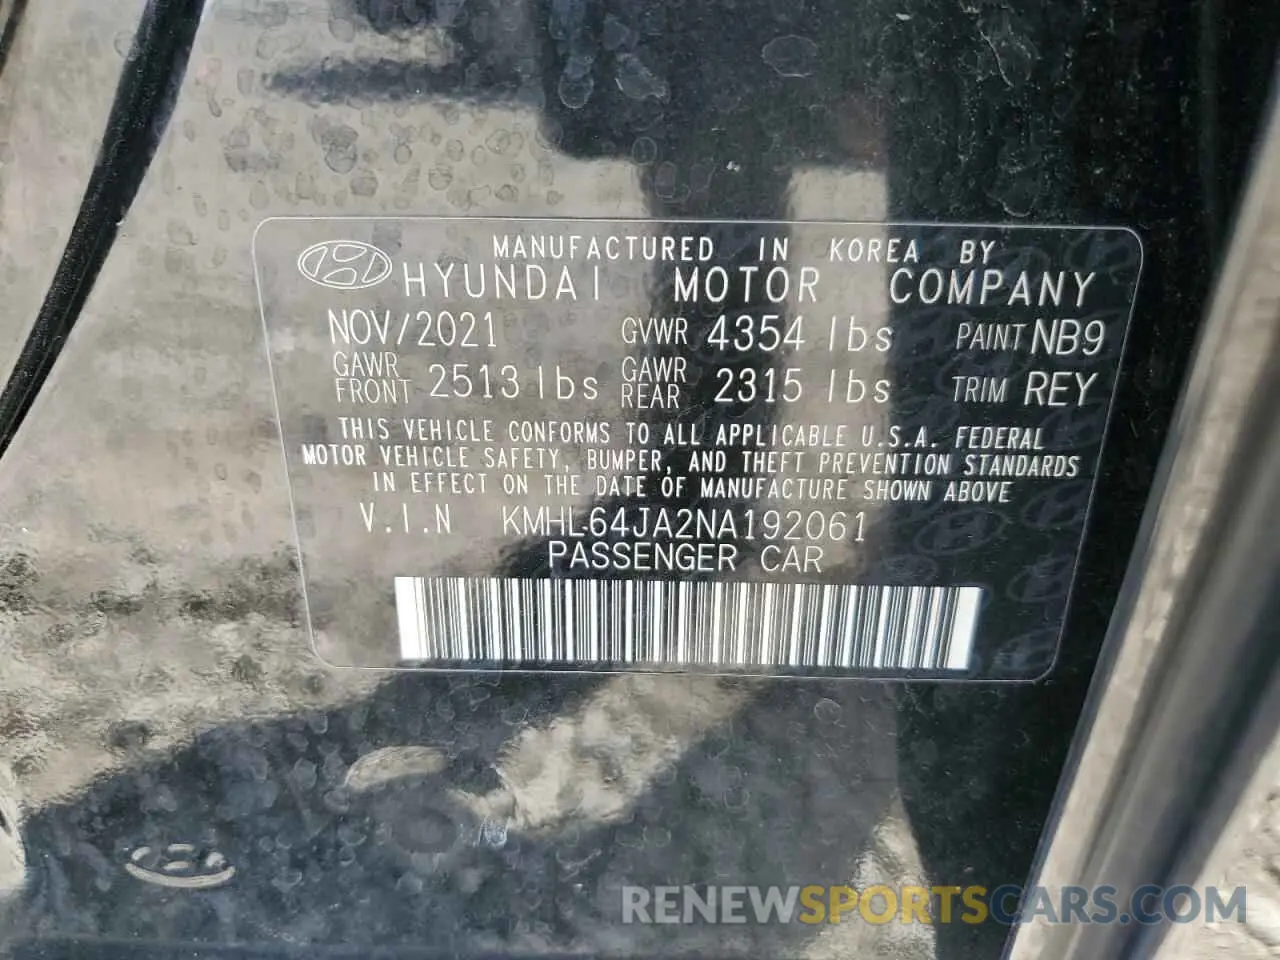 MANUFACTURED IN KOREA BY
HYUNDAI MOTOR COMPANY
NOV/2021 GVWR 4354 lbs PAINT NB9
GAWR FRONT 2513 lbs GAWR REAR 2315 lbs TRIM REY
THIS VEHICLE CONFORMS TO ALL APPLICABLE U.S.A. FEDERAL
MOTOR VEHICLE SAFETY, BUMPER, AND THEFT PREVENTION STANDARDS
IN EFFECT ON THE DATE OF MANUFACTURE SHOWN ABOVE
V.I.N KMHL64JA2NA192061
PASSENGER CAR
RENEWSPORTSCARS.COM